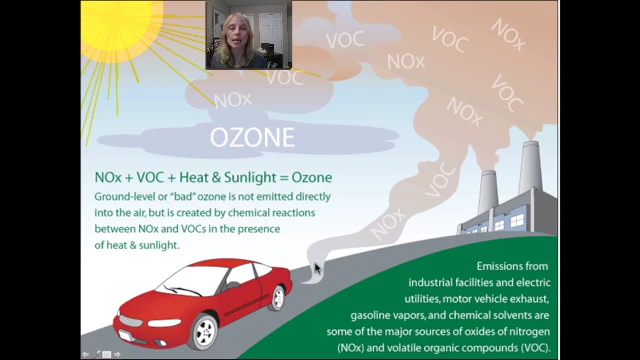 NOx
VOC
VOC
VOC
NOx
NOx
VOC
NOx
OZONE
VOC
NOx
NOx + VOC + Heat & Sunlight = Ozone
Ground-level or "bad" ozone is not emitted directly
into the air, but is created by chemical reactions
between NOx and VOCs in the presence
of heat & sunlight.
Emissions from
industrial facilities and electric
utilities, motor vehicle exhaust,
gasoline vapors, and chemical solvents are
some of the major sources of oxides of nitrogen
(NOx) and volatile organic compounds (VOC).